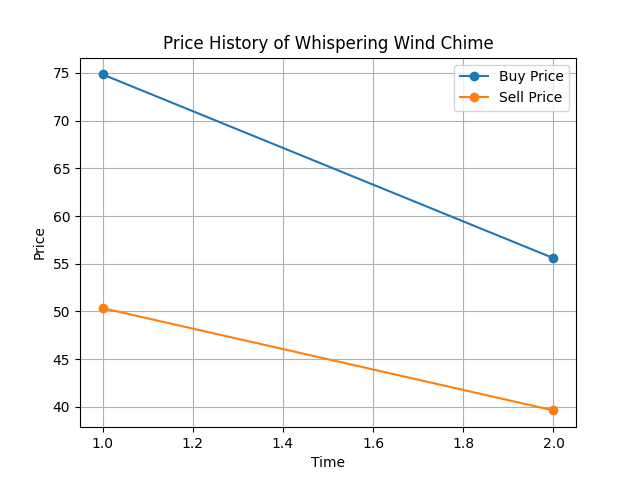 Price History of Whispering Wind Chime
Buy Price
Sell Price
75
70
65
60
55
50
45
40
Price
1.0 1.2 1.4 1.6 1.8 2.0
Time